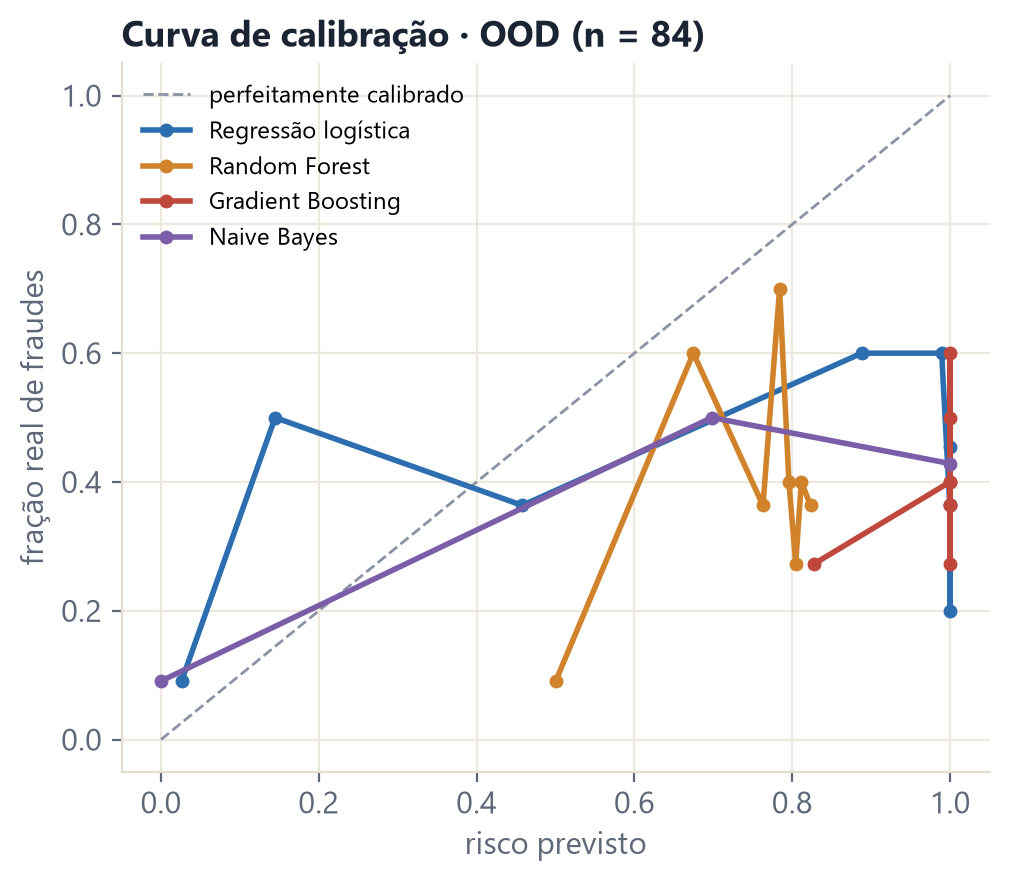 Curva de calibração · OOD (n = 84)
perfeitamente calibrado
Regressão logística
Random Forest
Gradient Boosting
Naive Bayes
fração real de fraudes
1.0
0.8
0.6
0.4
0.2
0.0
0.0 0.2 0.4 0.6 0.8 1.0
risco previsto